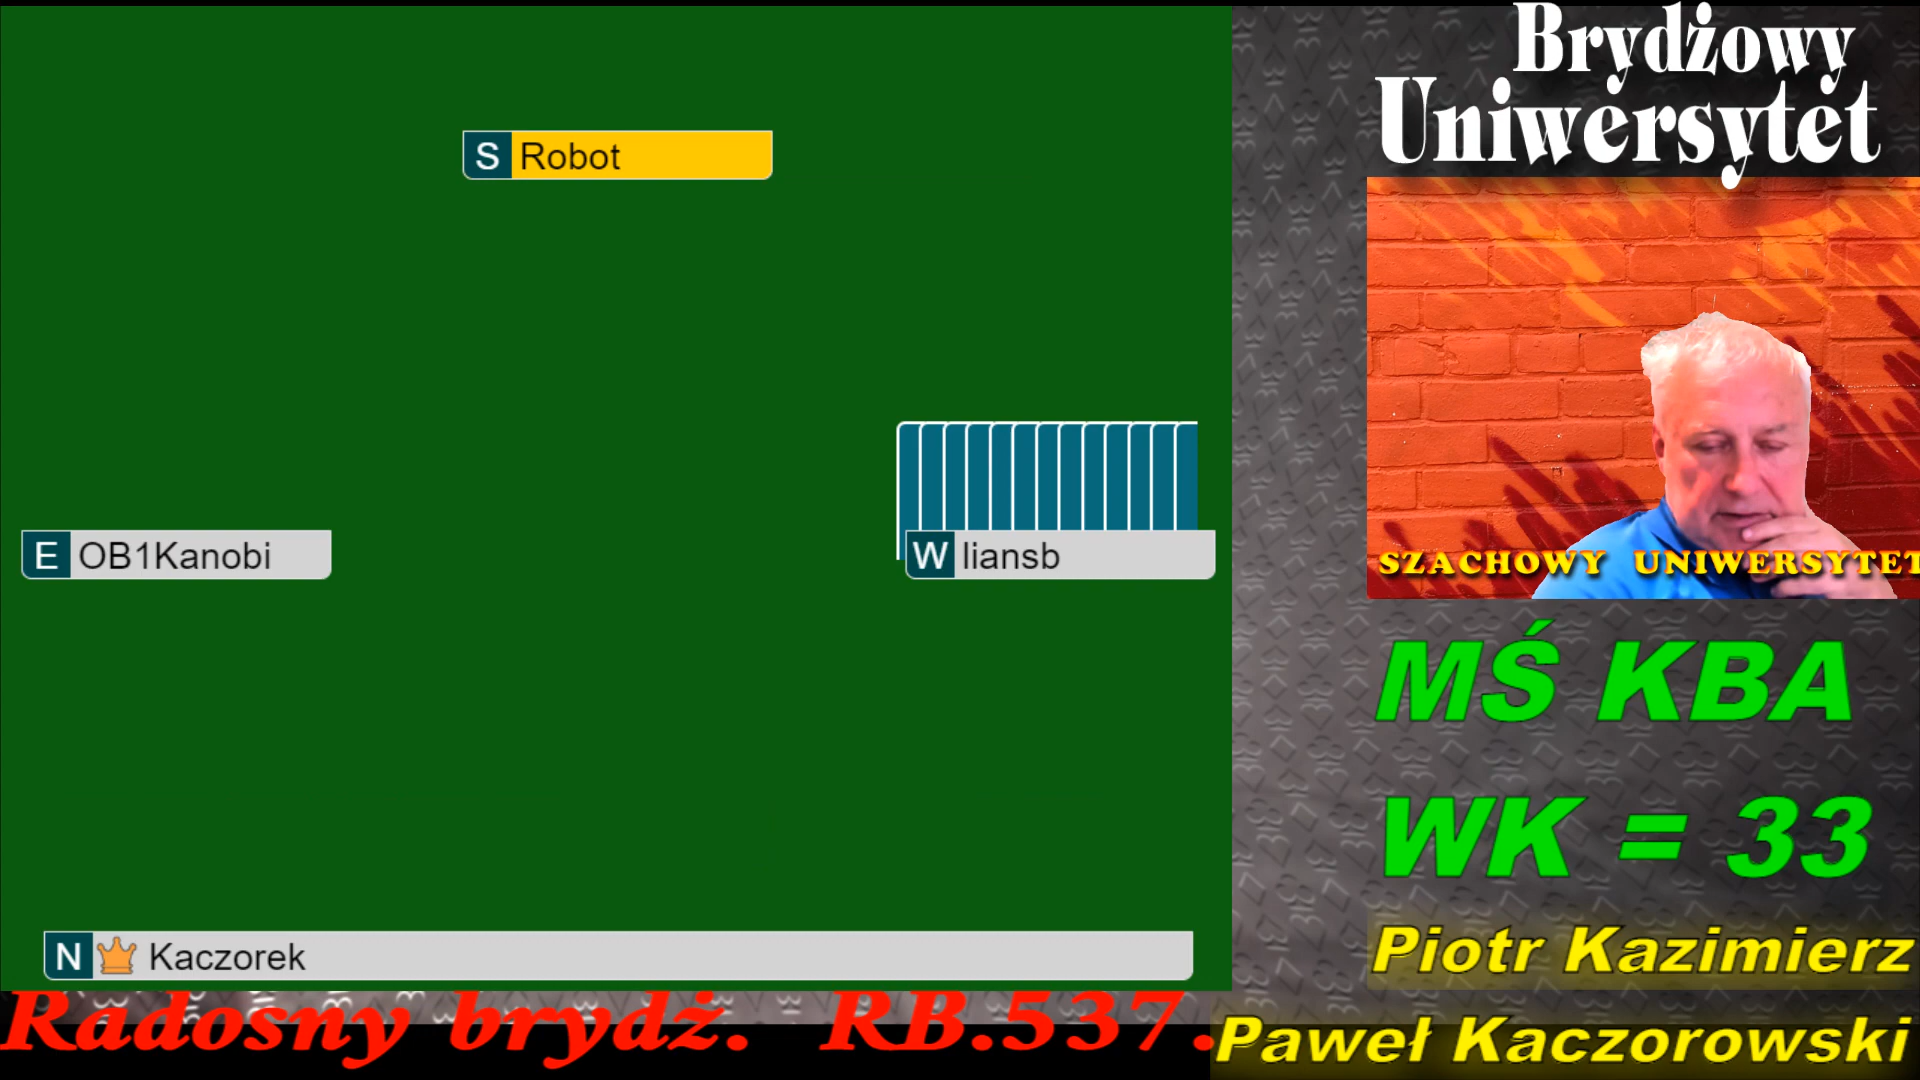 Brydżowy
Uniwersytet
S Robot
E OB1Kanobi
W liansb
SZACHOWY UNIWERSYTET
MŚ KBA
WK = 33
N Kaczorek
Piotr Kazimierz
Radosny brydż. RB.537.
Paweł Kaczorowski